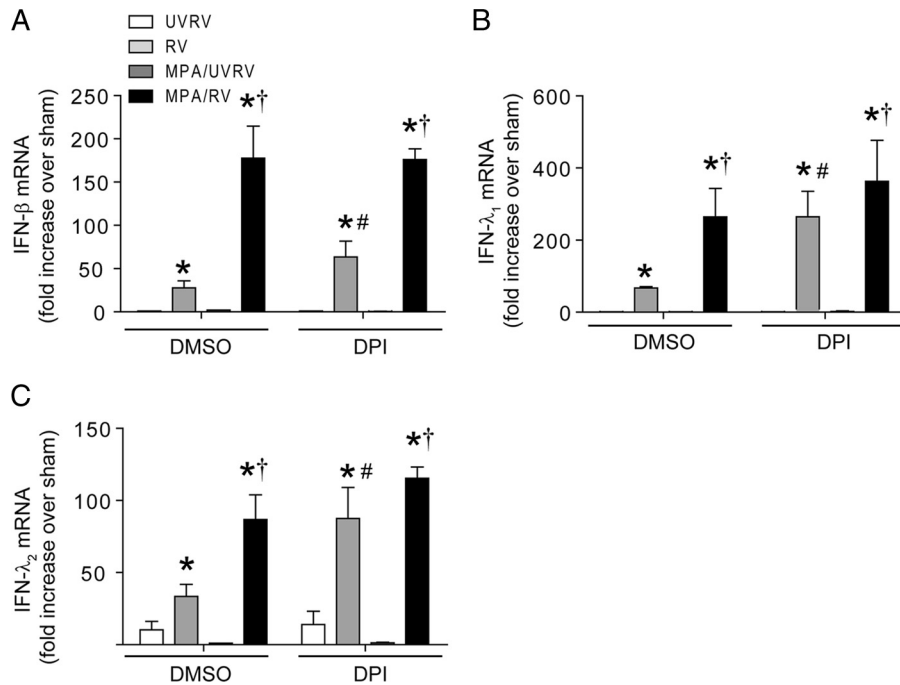 A
UVRV
RV
MPA/UVRV
MPA/RV
IFN-β mRNA
(fold increase over sham)
250
200
150
100
50
0
*
*†
*#
*†
DMSO
DPI
B
IFN-λ1 mRNA
(fold increase over sham)
600
400
200
0
*
*†
*#
*†
DMSO
DPI
C
IFN-λ2 mRNA
(fold increase over sham)
150
100
50
*
*†
*#
*†
DMSO
DPI